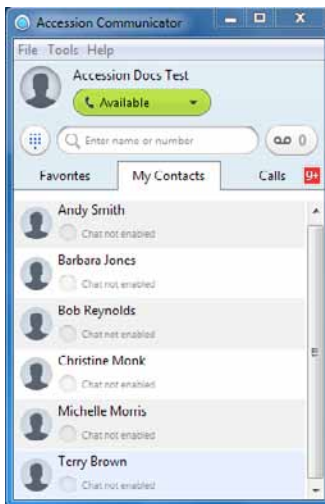 Accession Communicator
File Tools Help
Accession Docs Test
Available
Enter name or number
0
Favorites My Contacts Calls 9+
Andy Smith
Chat not enabled
Barbara Jones
Chat not enabled
Bob Reynolds
Chat not enabled
Christine Monk
Chat not enabled
Michelle Morris
Chat not enabled
Terry Brown
Chat not enabled